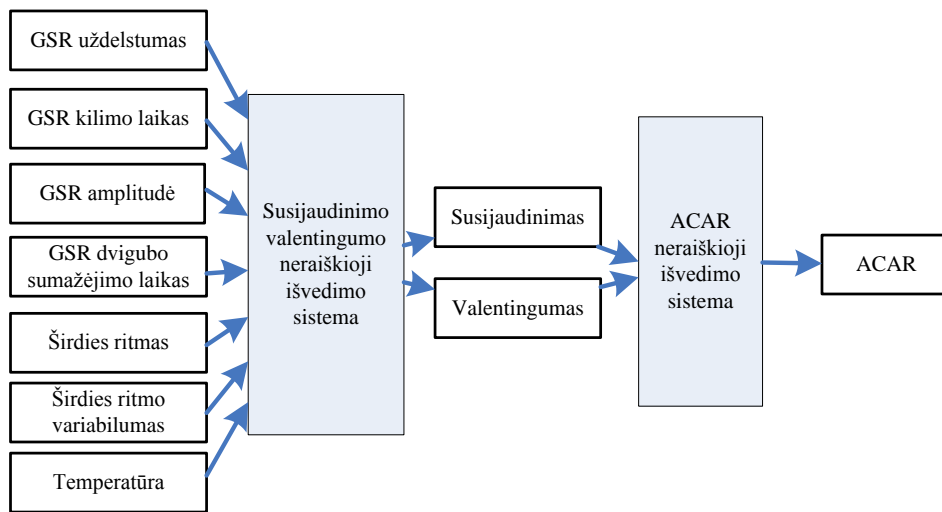 GSR uždelstumas
GSR kilimo laikas
GSR amplitudė
GSR dvigubo
sumažėjimo laikas
Širdies ritmas
Širdies ritmo
variabilumas
Temperatūra
Susijaudinimo
valentingumo
neraiškioji
išvedimo
sistema
Susijaudinimas
Valentingumas
ACAR
neraiškioji
išvedimo
sistema
ACAR